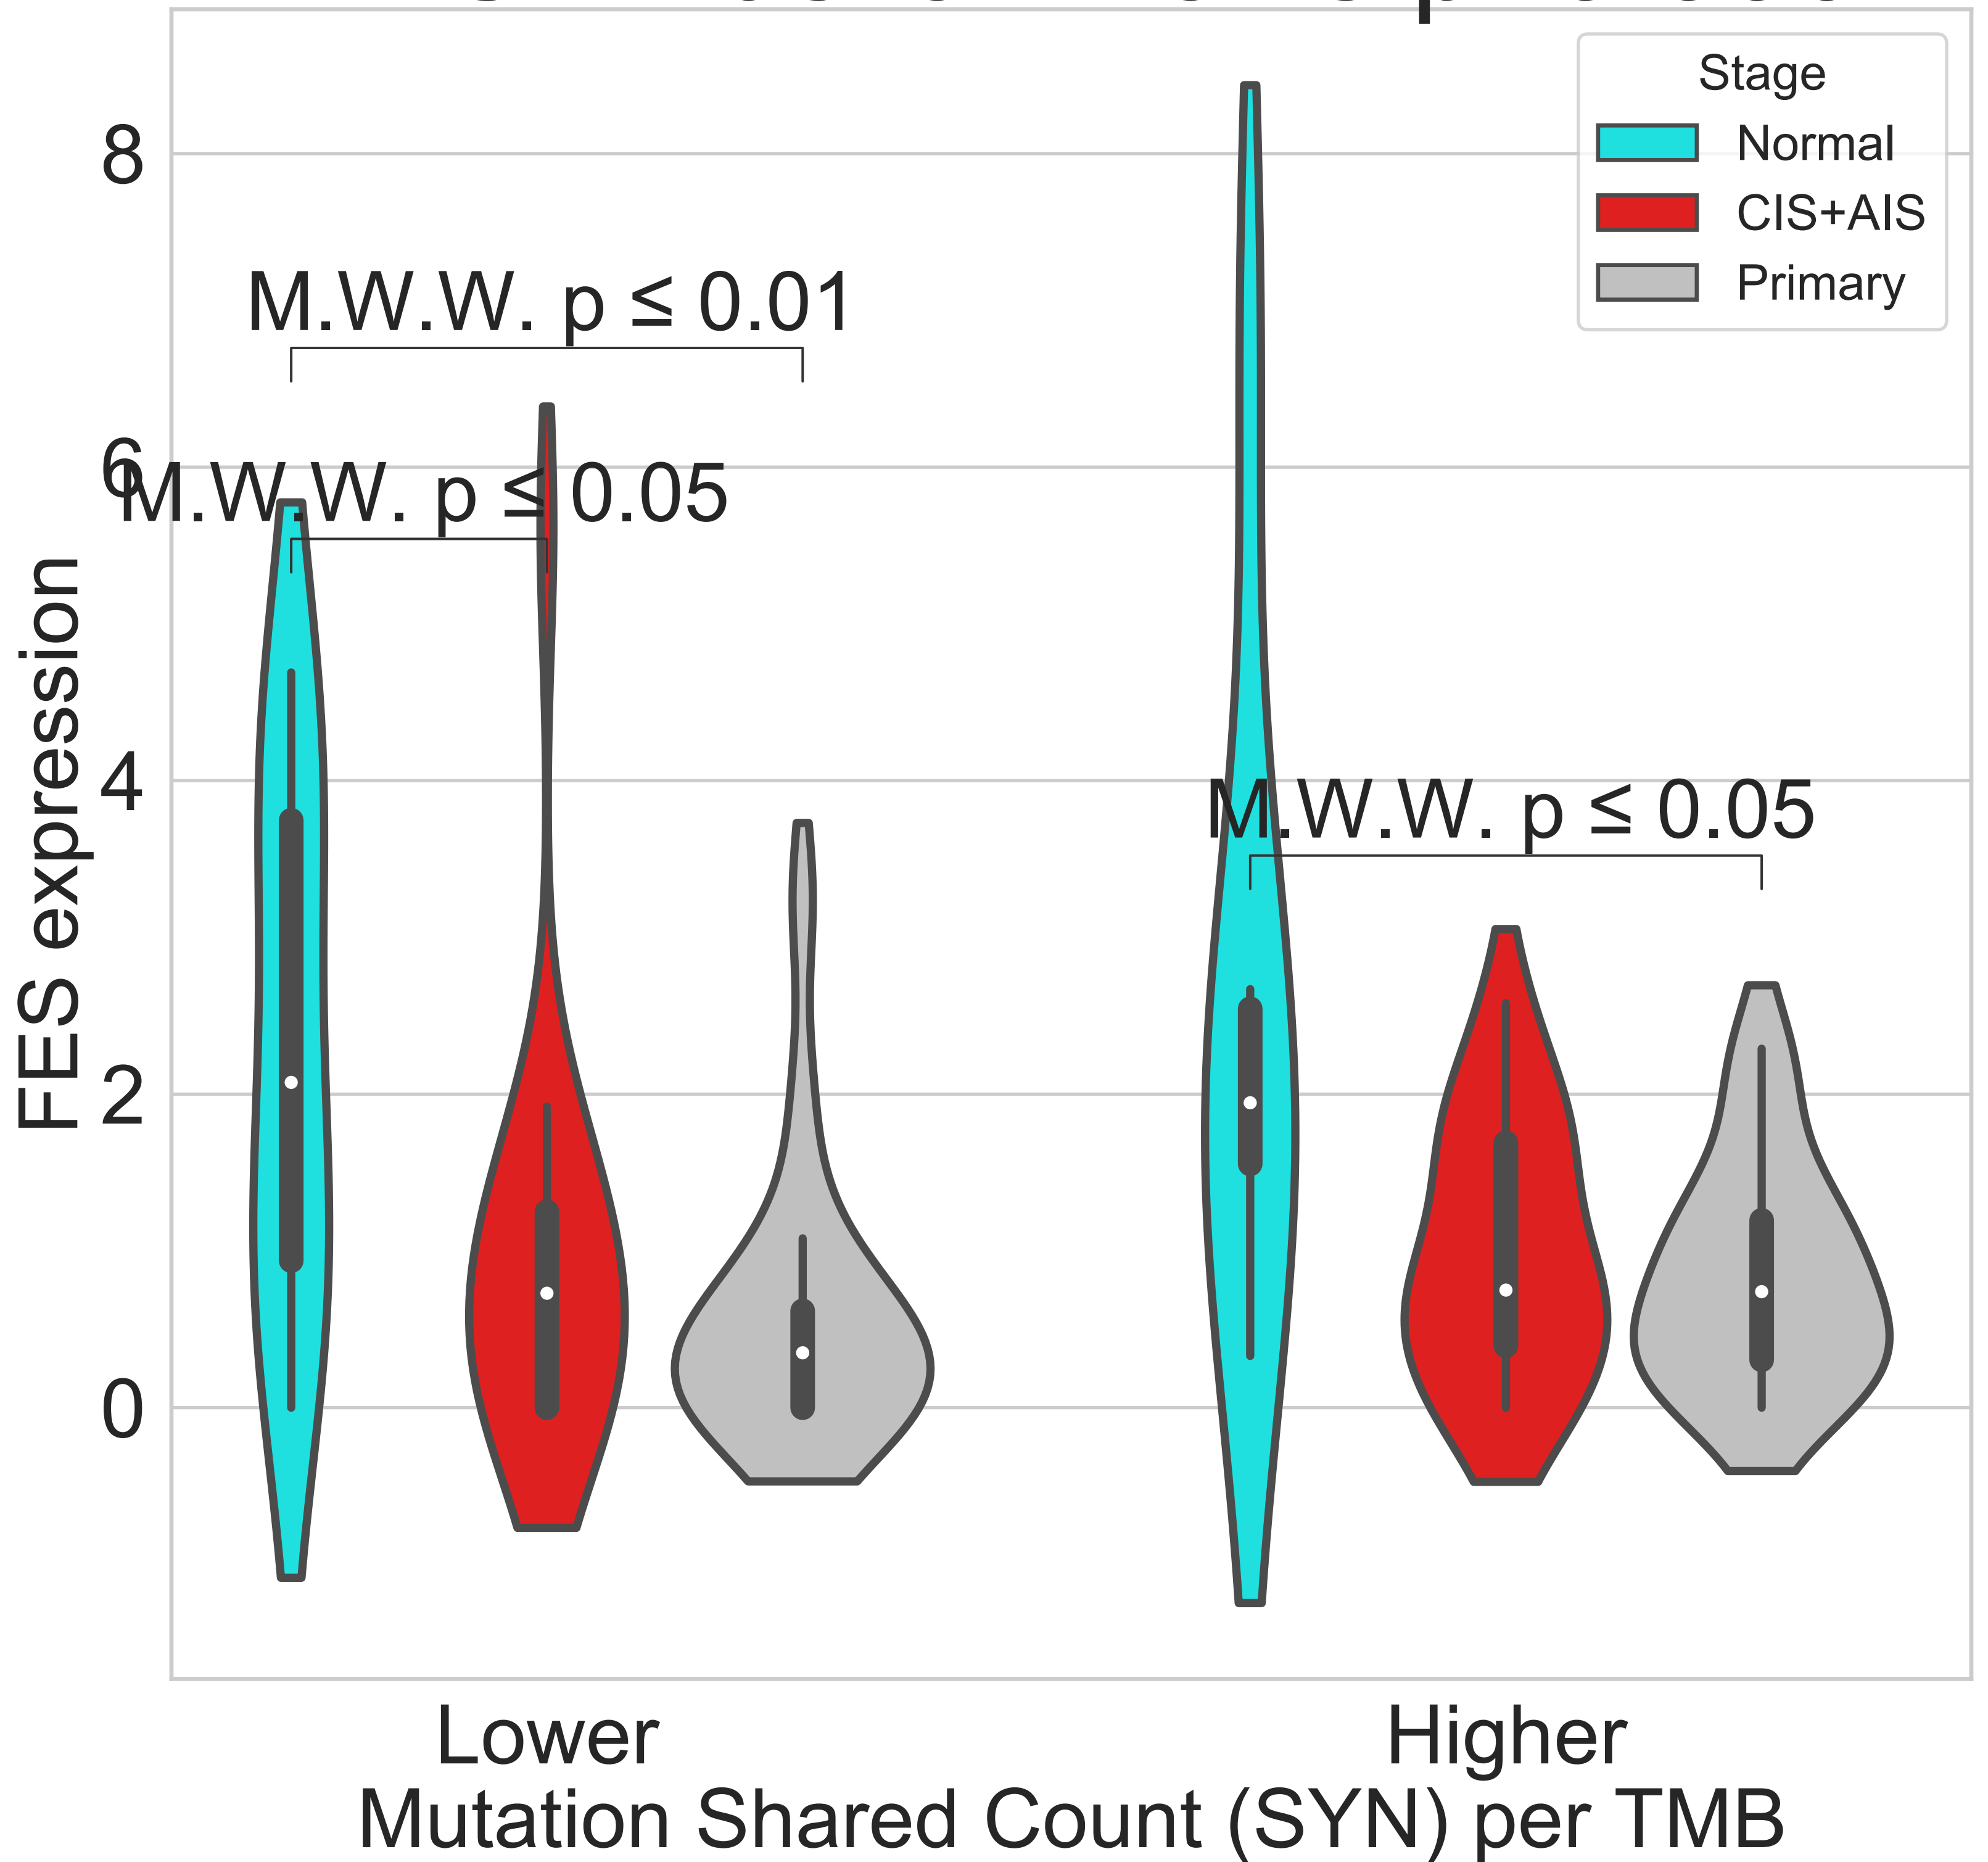 Stage
Normal
CIS+AIS
Primary
M.W.W. p ≤ 0.01
M.W.W. p ≤ 0.05
M.W.W. p ≤ 0.05
8
6
4
2
0
FES expression
Lower
Higher
Mutation Shared Count (SYN) per TMB